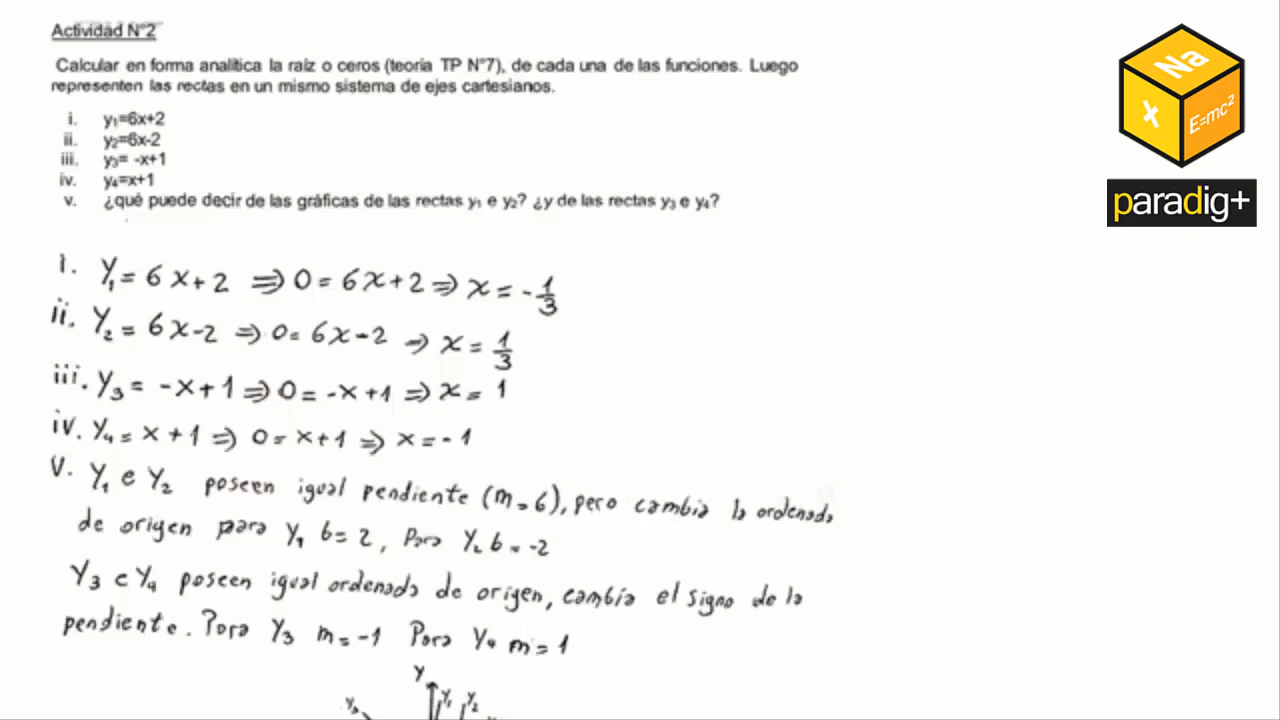 Actividad N°2
Calcular en forma analítica la raíz o ceros (teoría TP N°7), de cada una de las funciones. Luego
representen las rectas en un mismo sistema de ejes cartesianos.
i. y₁=6x+2
ii. y₂=6x-2
iii. y₃= -x+1
iv. y₄=x+1
v. ¿qué puede decir de las gráficas de las rectas y₁ e y₂? ¿y de las rectas y₃ e y₄?
i. Y₁ = 6x+2 ⇒ 0 = 6x+2 ⇒ x = -1/3
ii. Y₂ = 6x-2 ⇒ 0 = 6x-2 ⇒ x = 1/3
iii. Y₃ = -x+1 ⇒ 0 = -x+1 ⇒ x = 1
iv. Y₄ = x+1 ⇒ 0 = x+1 ⇒ x = -1
V. Y₁ e Y₂ poseen igual pendiente (m=6), pero cambia la ordenada
de origen para Y₁ b=2, Para Y₂ b=-2
Y₃ e Y₄ poseen igual ordenada de origen, cambia el signo de la
pendiente. Para Y₃ m=-1 Para Y₄ m=1
Y
Y₃ Y₁ Y₂
Na
x E=mc²
paradig+